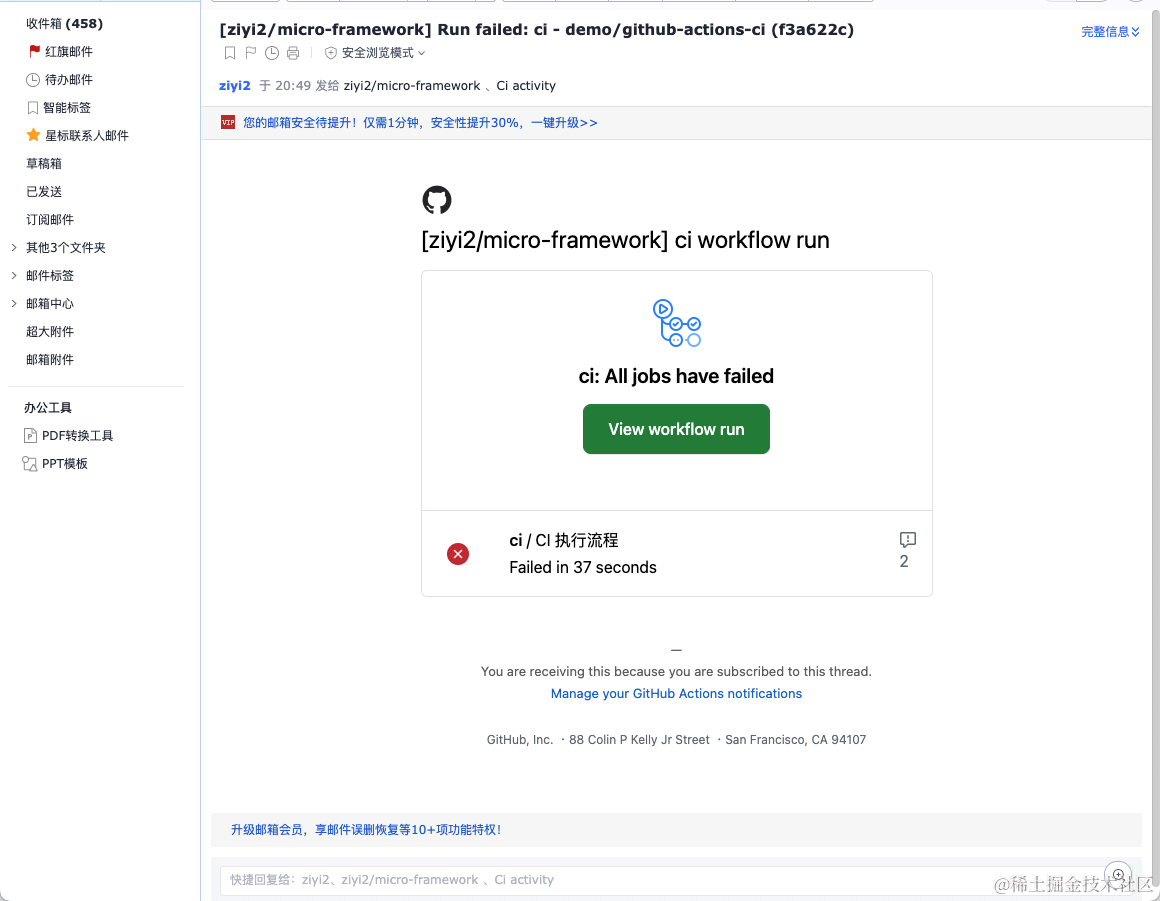 收件箱 (458)
红旗邮件
待办邮件
智能标签
星标联系人邮件
草稿箱
已发送
订阅邮件
其他3个文件夹
邮件标签
邮箱中心
超大附件
邮箱附件
办公工具
PDF转换工具
PPT模板
[ziyi2/micro-framework] Run failed: ci - demo/github-actions-ci (f3a622c)
完整信息
安全浏览模式
ziyi2 于 20:49 发给 ziyi2/micro-framework 、Ci activity
VIP 您的邮箱安全待提升！仅需1分钟，安全性提升30%，一键升级>>
[ziyi2/micro-framework] ci workflow run
ci: All jobs have failed
View workflow run
ci / CI 执行流程
Failed in 37 seconds
2
—
You are receiving this because you are subscribed to this thread.
Manage your GitHub Actions notifications
GitHub, Inc. ・88 Colin P Kelly Jr Street ・San Francisco, CA 94107
升级邮箱会员，享邮件误删恢复等10+项功能特权！
快捷回复给：ziyi2、ziyi2/micro-framework 、Ci activity
@稀土掘金技术社区